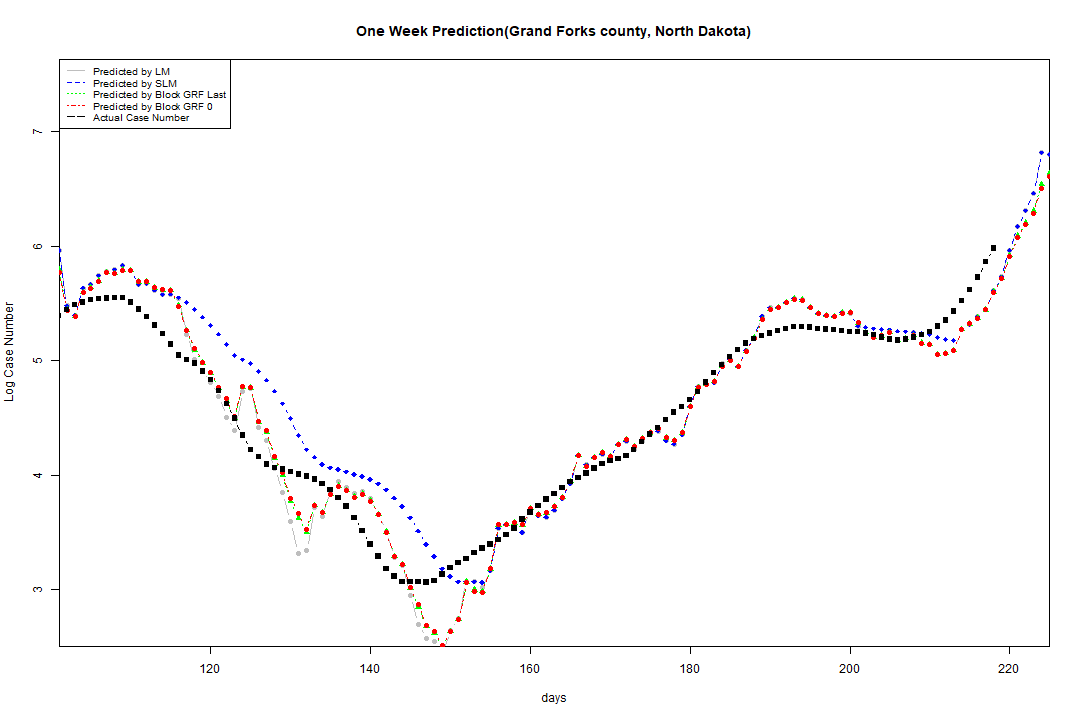 One Week Prediction(Grand Forks county, North Dakota)
Predicted by LM
Predicted by SLM
Predicted by Block GRF Last
Predicted by Block GRF 0
Actual Case Number
7
6
5
4
3
Log Case Number
120 140 160 180 200 220
days